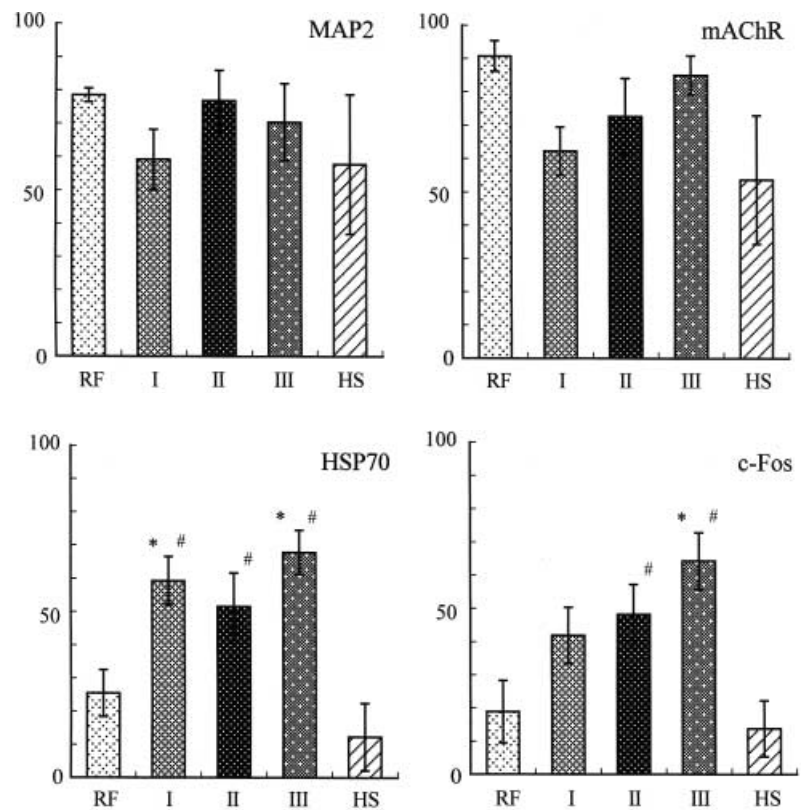 100
MAP2
50
0
RF I II III HS
100
mAChR
50
0
RF I II III HS
100
HSP70
* #
#
* #
50
0
RF I II III HS
100
c-Fos
#
* #
50
0
RF I II III HS